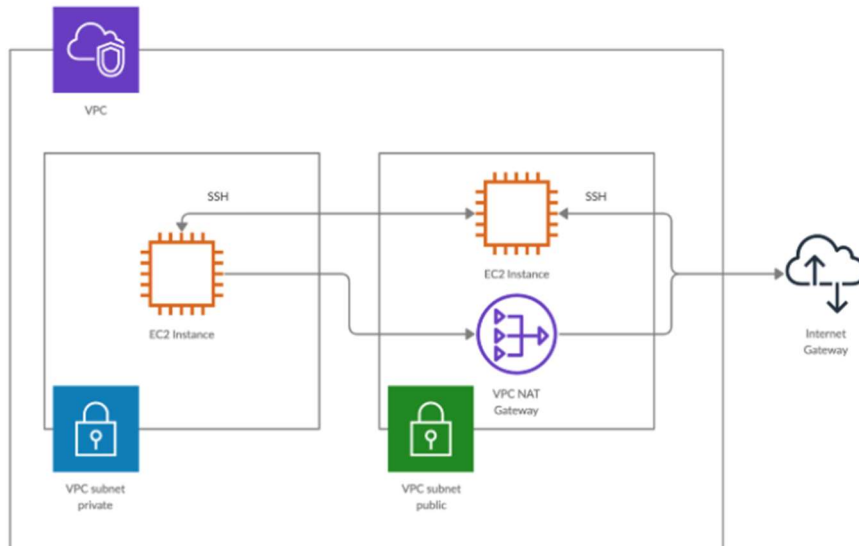 VPC
SSH
SSH
EC2 Instance
EC2 Instance
Internet
Gateway
VPC NAT
Gateway
VPC subnet
private
VPC subnet
public